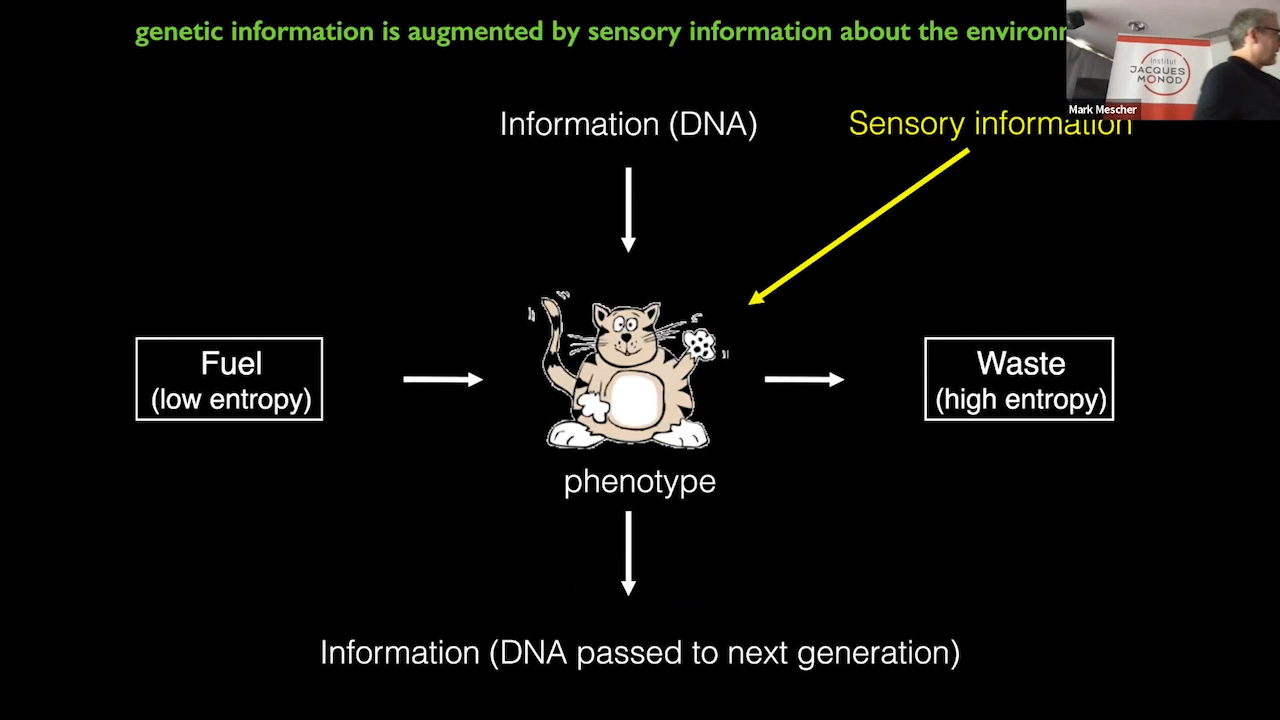 genetic information is augmented by sensory information about the
Institut
JACQUES
MONOD
Mark Mescher
Information (DNA)
Sensory information
Fuel
(low entropy)
Waste
(high entropy)
phenotype
Information (DNA passed to next generation)